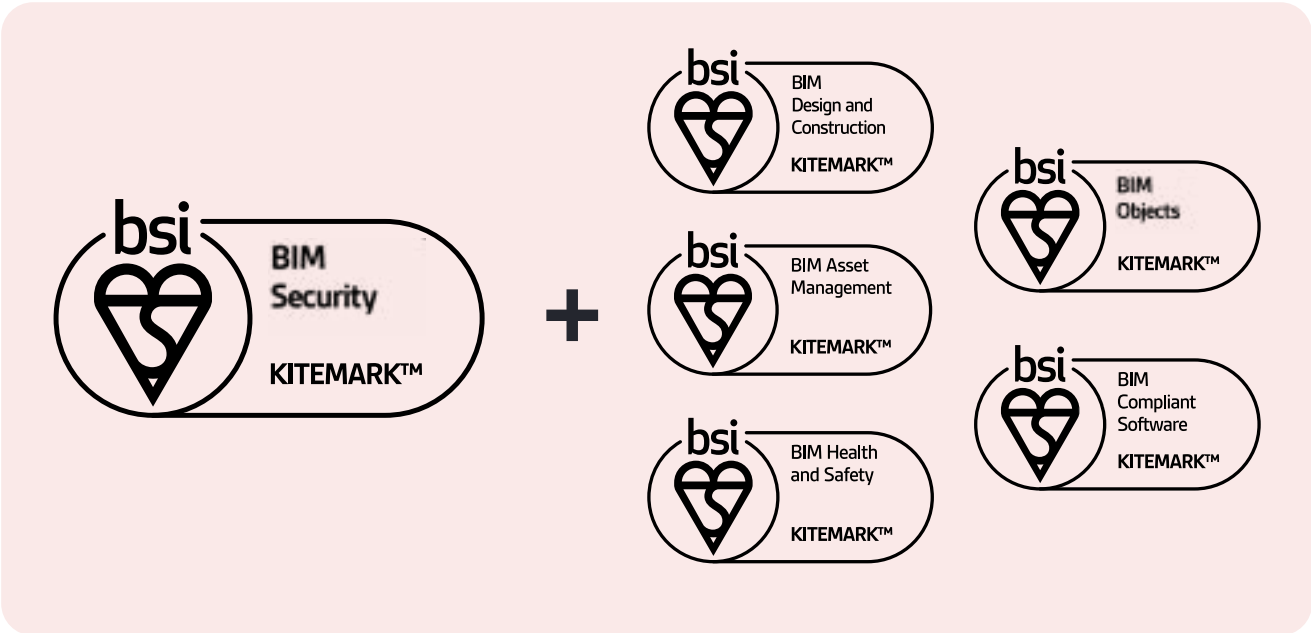 bsi
BIM
Security
KITEMARK™
+
bsi
BIM
Design and
Construction
KITEMARK™
bsi
BIM Asset
Management
KITEMARK™
bsi
BIM Health
and Safety
KITEMARK™
bsi
BIM
Objects
KITEMARK™
bsi
BIM
Compliant
Software
KITEMARK™